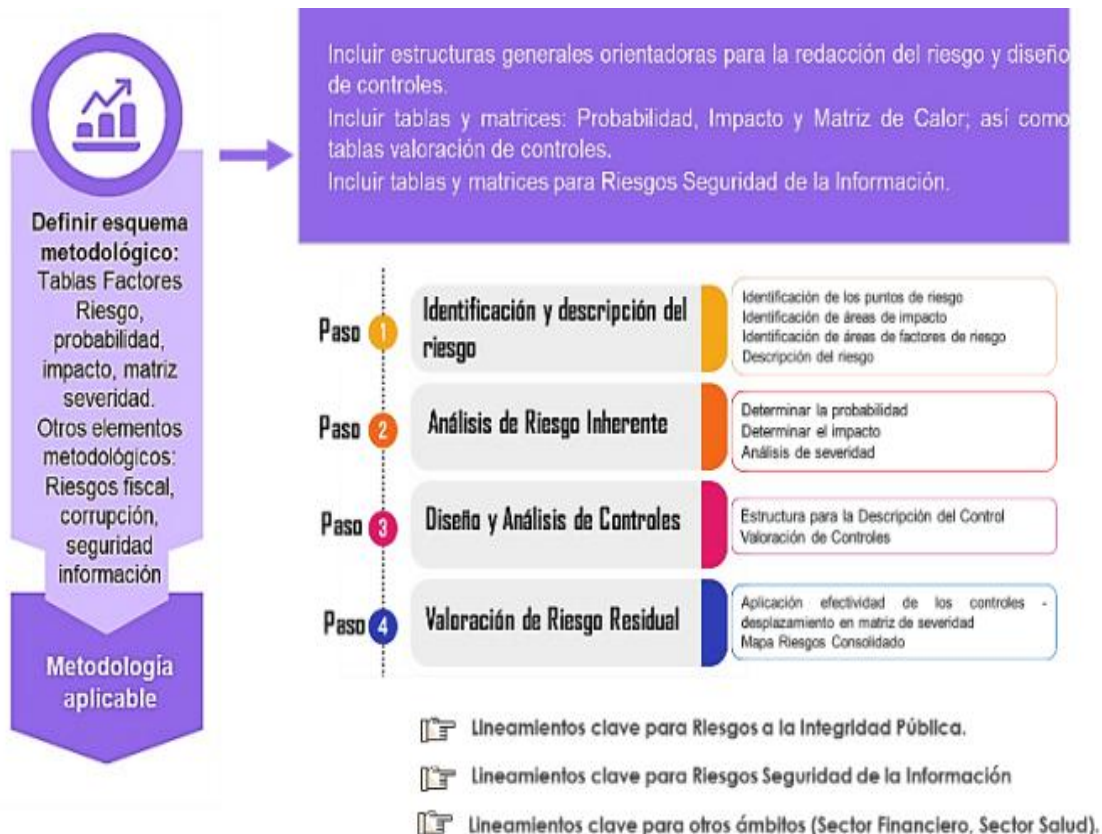 Incluir estructuras generales orientadoras para la redacción del riesgo y diseño
de controles.
Incluir tablas y matrices: Probabilidad, Impacto y Matriz de Calor; así como
tablas valoración de controles.
Incluir tablas y matrices para Riesgos Seguridad de la Información.
Definir esquema
metodológico:
Tablas Factores
Riesgo,
probabilidad,
impacto, matriz
severidad.
Otros elementos
metodológicos:
Riesgos fiscal,
corrupción,
seguridad
información
Metodología
aplicable
Paso 1
Identificación y descripción del
riesgo
Identificación de los puntos de riesgo
Identificación de áreas de impacto
Identificación de áreas de factores de riesgo
Descripción del riesgo
Paso 2
Análisis de Riesgo Inherente
Determinar la probabilidad
Determinar el impacto
Análisis de severidad
Paso 3
Diseño y Análisis de Controles
Estructura para la Descripción del Control
Valoración de Controles
Paso 4
Valoración de Riesgo Residual
Aplicación efectividad de los controles -
desplazamiento en matriz de severidad
Mapa Riesgos Consolidado
Lineamientos clave para Riesgos a la Integridad Pública.
Lineamientos clave para Riesgos Seguridad de la Información
Lineamientos clave para otros ámbitos (Sector Financiero, Sector Salud).